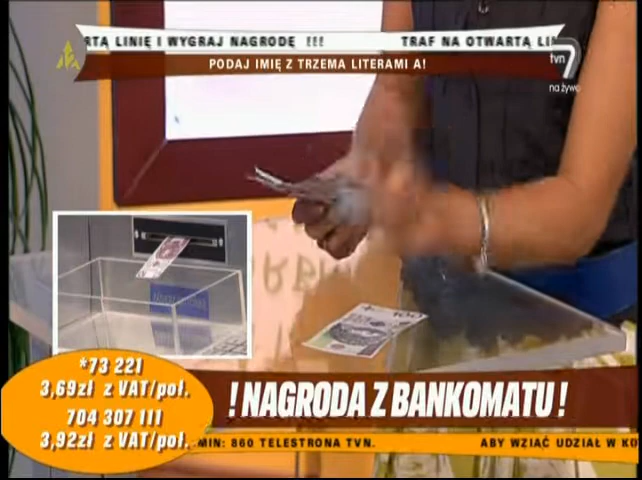 RTĄ LINIĘ I WYGRAJ NAGRODĘ !!! TRAF NA OTWARTĄ LI
PODAJ IMIĘ Z TRZEMA LITERAMI A!
tvn 7
na żywo
100
*73 221
3,69zł z VAT/poł.
704 307 111
3,92zł z VAT/poł.
! NAGRODA Z BANKOMATU !
MIN: 860 TELESTRONA TVN. ABY WZIĄĆ UDZIAŁ W KO